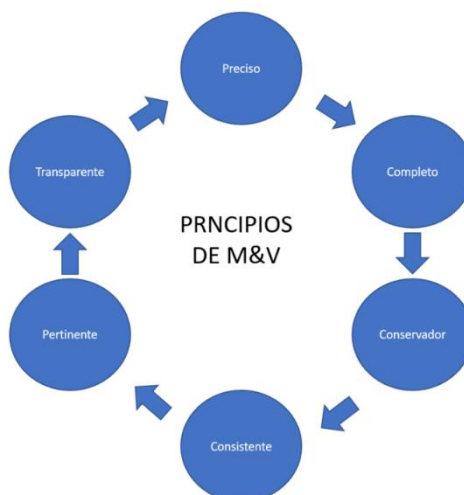 Preciso
Completo
Conservador
Consistente
Pertinente
Transparente
PRNCIPIOS
DE M&V